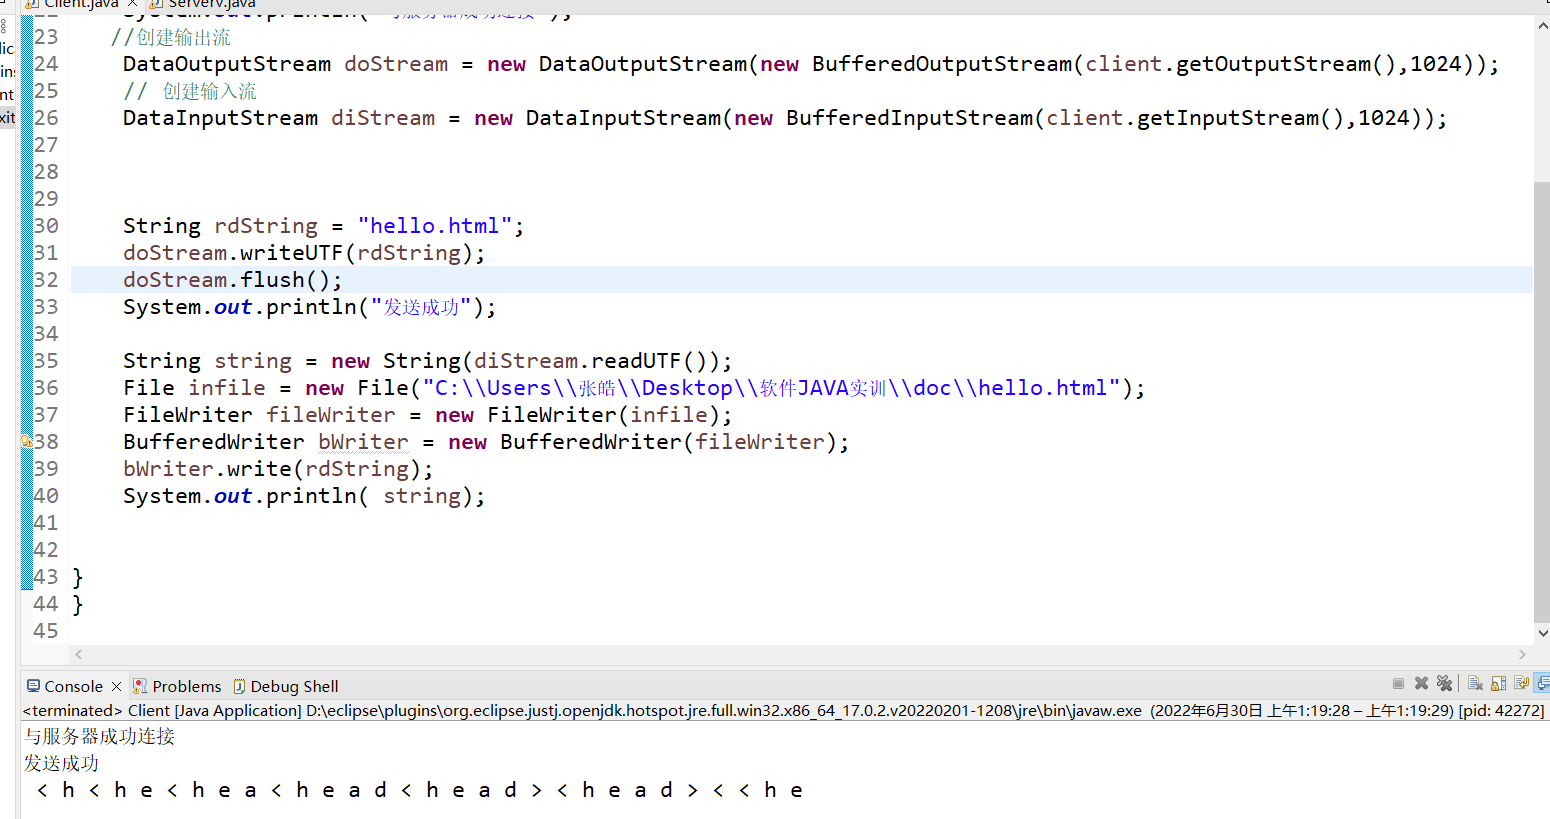 Client.java Serverv.java
System.out.println("与服务器成功连接");
23 //创建输出流
24 DataOutputStream doStream = new DataOutputStream(new BufferedOutputStream(client.getOutputStream(),1024));
25 // 创建输入流
26 DataInputStream diStream = new DataInputStream(new BufferedInputStream(client.getInputStream(),1024));
27
28
29
30 String rdString = "hello.html";
31 doStream.writeUTF(rdString);
32 doStream.flush();
33 System.out.println("发送成功");
34
35 String string = new String(diStream.readUTF());
36 File infile = new File("C:\\Users\\张皓\\Desktop\\软件JAVA实训\\doc\\hello.html");
37 FileWriter fileWriter = new FileWriter(infile);
38 BufferedWriter bWriter = new BufferedWriter(fileWriter);
39 bWriter.write(rdString);
40 System.out.println( string);
41
42
43 }
44 }
45
Console Problems Debug Shell
<terminated> Client [Java Application] D:\eclipse\plugins\org.eclipse.justj.openjdk.hotspot.jre.full.win32.x86_64_17.0.2.v20220201-1208\jre\bin\javaw.exe (2022年6月30日 上午1:19:28 – 上午1:19:29) [pid: 42272]
与服务器成功连接
发送成功
< h < h e < h e a < h e a d < h e a d > < h e a d > < < h e